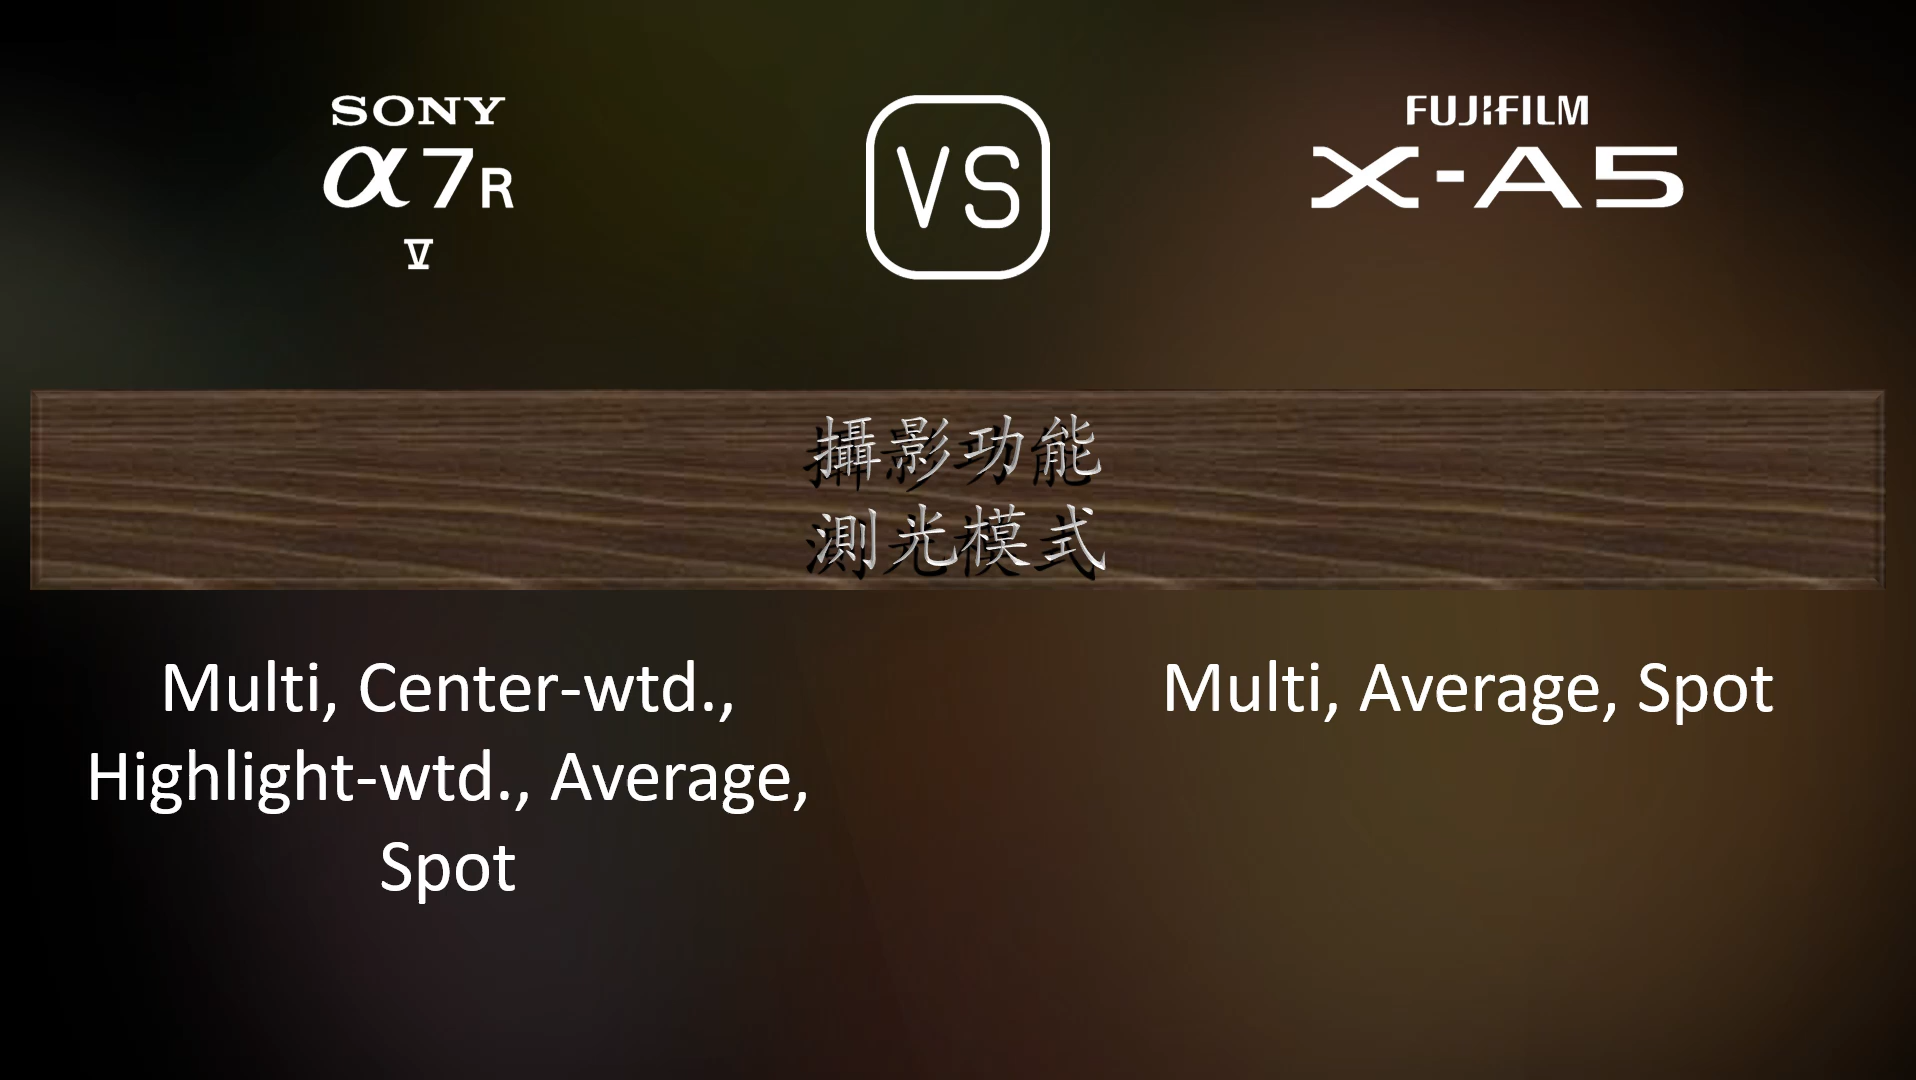 SONY
α7R
V
VS
FUJIFILM
X-A5
攝影功能
測光模式
Multi, Center-wtd.,
Highlight-wtd., Average,
Spot
Multi, Average, Spot